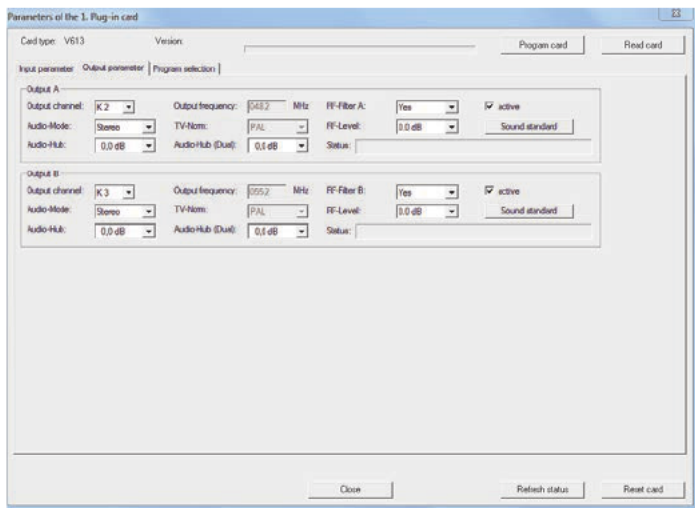 Parameters of the 1. Plug-in card
Card type: V613 Version: Program card Read card
Input parameter Output parameter Program selection
Output A
Output channel: K 2 Output frequency: 0482 MHz RF-Filter A: Yes active
Audio-Mode: Stereo TV-Norm: PAL RF-Level: 0.0 dB Sound standard
Audio-Hub: 0,0 dB Audio-Hub (Dual): 0,0 dB Status:
Output B
Output channel: K 3 Output frequency: 0552 MHz RF-Filter B: Yes active
Audio-Mode: Stereo TV-Norm: PAL RF-Level: 0.0 dB Sound standard
Audio-Hub: 0,0 dB Audio-Hub (Dual): 0,0 dB Status:
Close Refresh status Reset card